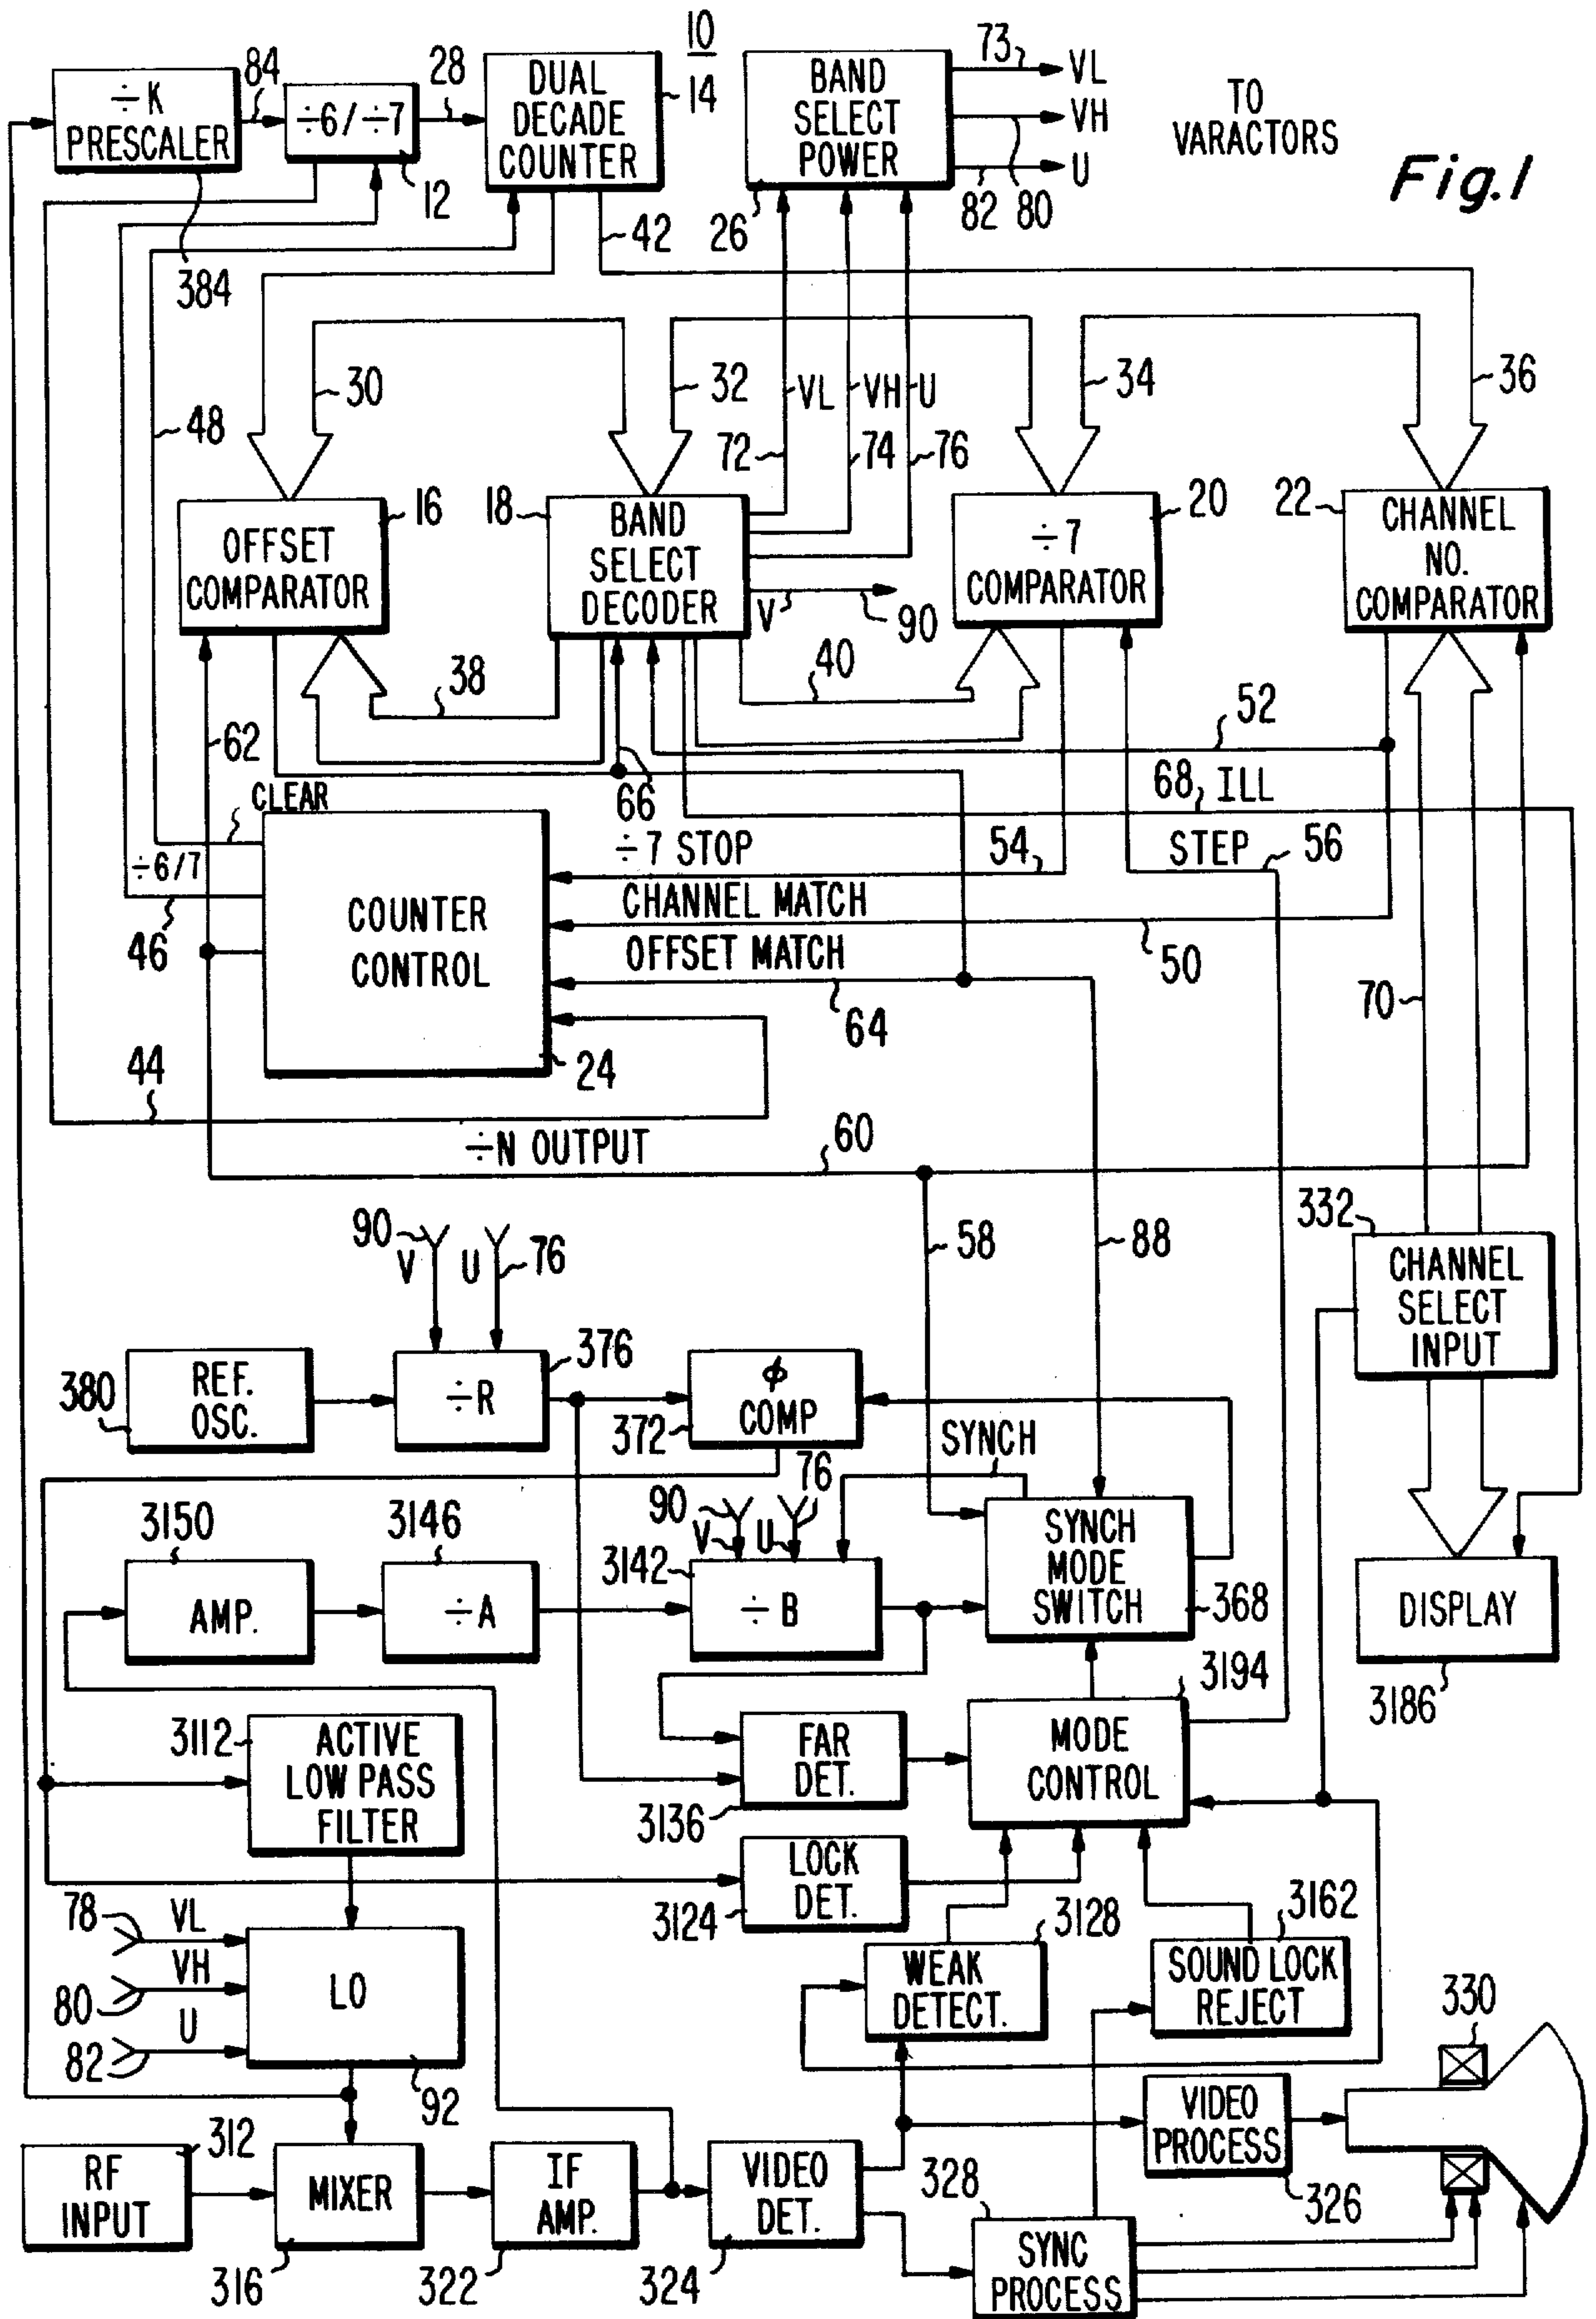 10
Fig.1
÷K
PRESCALER
384
84
÷6/÷7
12
28
DUAL
DECADE
COUNTER
14
42
BAND
SELECT
POWER
26
73
VL
80
VH
82
U
TO
VARACTORS
30
32
34
36
48
VL
VH
U
72
74
76
OFFSET
COMPARATOR
16
BAND
SELECT
DECODER
18
V
90
÷7
COMPARATOR
20
CHANNEL
NO.
COMPARATOR
22
38
40
52
62
66
68
ILL
CLEAR
÷6/7
46
COUNTER
CONTROL
24
÷7 STOP
54
STEP
56
CHANNEL MATCH
50
OFFSET MATCH
64
70
44
÷N OUTPUT
60
58
88
332
CHANNEL
SELECT
INPUT
90
V
U
76
REF.
OSC.
380
÷R
376
ϕ
COMP
372
SYNCH
3150
AMP.
3146
÷A
90
V
U
76
3142
÷B
SYNCH
MODE
SWITCH
368
DISPLAY
3186
3112
ACTIVE
LOW PASS
FILTER
FAR
DET.
3136
MODE
CONTROL
3194
LOCK
DET.
3124
78
VL
80
VH
82
U
LO
92
WEAK
DETECT.
3128
SOUND LOCK
REJECT
3162
330
RF
INPUT
312
MIXER
316
IF
AMP.
322
VIDEO
DET.
324
VIDEO
PROCESS
326
SYNC
PROCESS
328